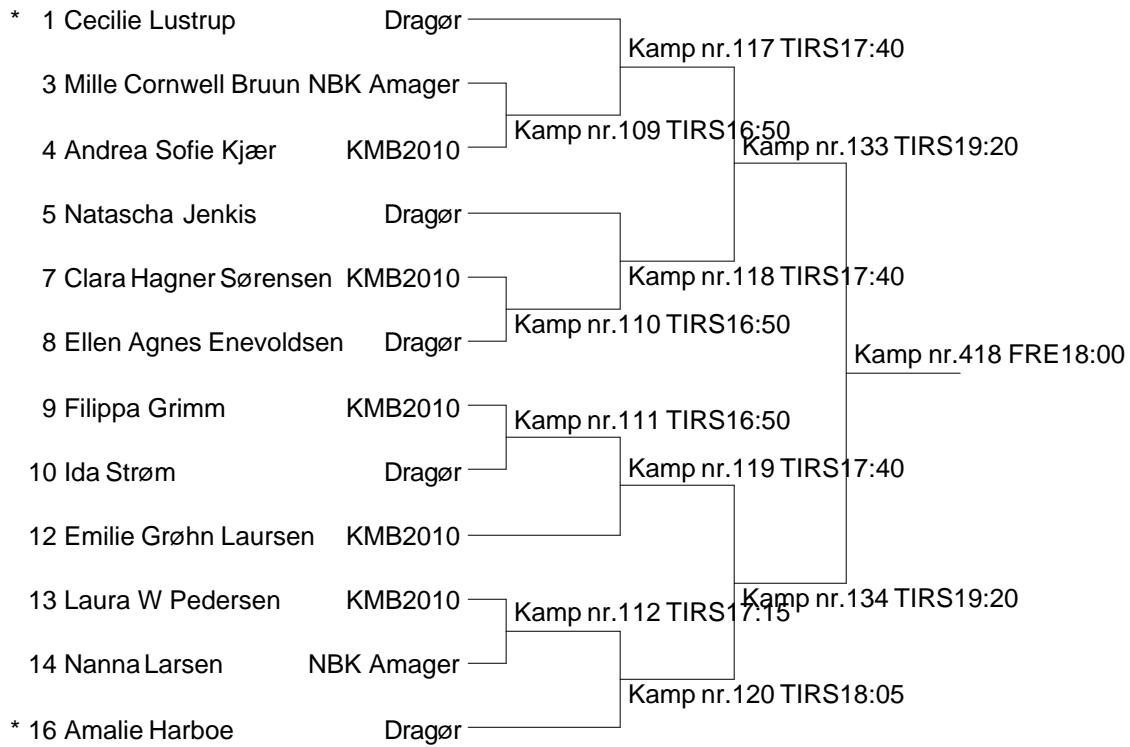 * 1 Cecilie Lustrup Dragør
Kamp nr.117 TIRS17:40
3 Mille Cornwell Bruun NBK Amager
Kamp nr.109 TIRS16:50
4 Andrea Sofie Kjær KMB2010
Kamp nr.133 TIRS19:20
5 Natascha Jenkis Dragør
7 Clara Hagner Sørensen KMB2010
Kamp nr.118 TIRS17:40
Kamp nr.110 TIRS16:50
8 Ellen Agnes Enevoldsen Dragør
Kamp nr.418 FRE18:00
9 Filippa Grimm KMB2010
Kamp nr.111 TIRS16:50
10 Ida Strøm Dragør
Kamp nr.119 TIRS17:40
12 Emilie Grøhn Laursen KMB2010
13 Laura W Pedersen KMB2010
Kamp nr.134 TIRS19:20
Kamp nr.112 TIRS17:15
14 Nanna Larsen NBK Amager
Kamp nr.120 TIRS18:05
* 16 Amalie Harboe Dragør